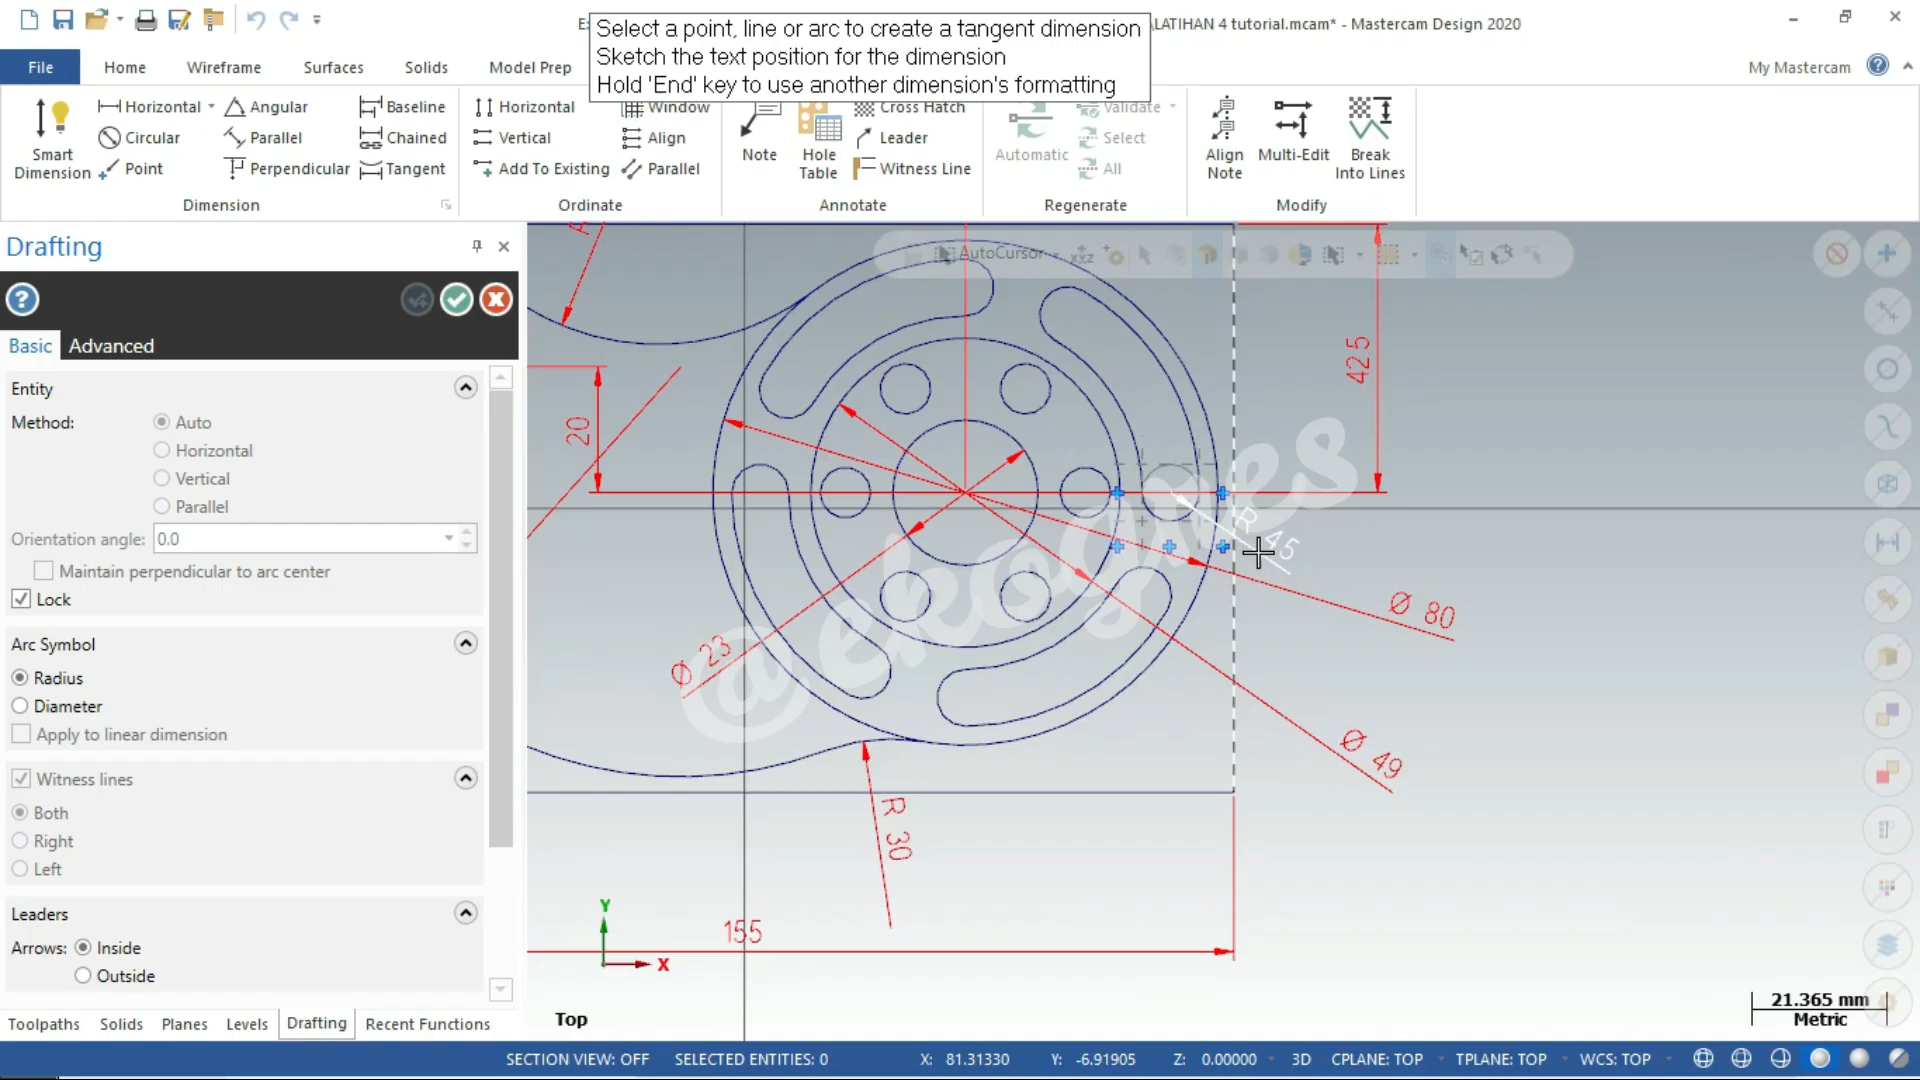 LATIHAN 4 tutorial.mcam* - Mastercam Design 2020
Select a point, line or arc to create a tangent dimension
Sketch the text position for the dimension
Hold 'End' key to use another dimension's formatting
File
Home
Wireframe
Surfaces
Solids
Model Prep
My Mastercam
Smart
Dimension
Horizontal
Circular
Point
Angular
Parallel
Perpendicular
Baseline
Chained
Tangent
Dimension
Horizontal
Vertical
Add To Existing
Window
Align
Parallel
Ordinate
Note
Hole
Table
Cross Hatch
Leader
Witness Line
Annotate
Automatic
Validate
Select
All
Regenerate
Align
Note
Multi-Edit
Break
Into Lines
Modify
Drafting
Basic
Advanced
Entity
Method:
Auto
Horizontal
Vertical
Parallel
Orientation angle:
0.0
Maintain perpendicular to arc center
Lock
Arc Symbol
Radius
Diameter
Apply to linear dimension
Witness lines
Both
Right
Left
Leaders
Arrows:
Inside
Outside
Toolpaths
Solids
Planes
Levels
Drafting
Recent Functions
AutoCursor
20
42.5
Ø 80
Ø 23
Ø 49
R 30
155
@ekogmes
Y
X
Top
21.365 mm
Metric
SECTION VIEW: OFF
SELECTED ENTITIES: 0
X: 81.31330
Y: -6.91905
Z: 0.00000
3D
CPLANE: TOP
TPLANE: TOP
WCS: TOP